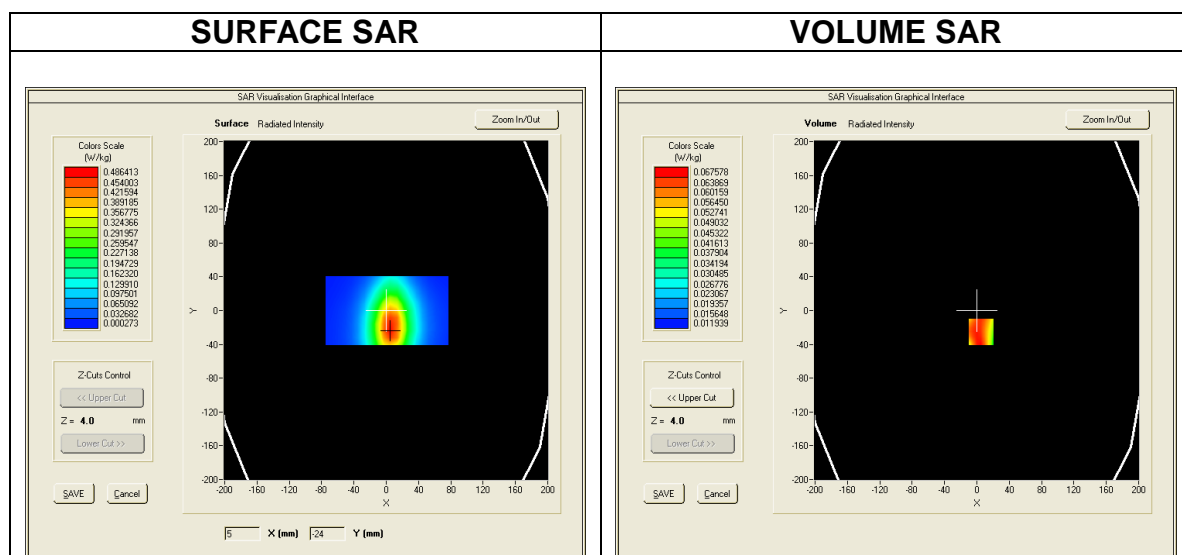 SURFACE SAR
VOLUME SAR
SAR Visualisation Graphical Interface
Surface Radiated Intensity
Zoom In/Out
Colors Scale
(W/kg)
0.486413
0.454003
0.421594
0.389185
0.356775
0.324366
0.291957
0.259547
0.227138
0.194729
0.162320
0.129910
0.097501
0.065092
0.032682
0.000273
200
160
120
80
40
0
-40
-80
-120
-160
-200
Y
-200 -160 -120 -80 -40 0 40 80 120 160 200
X
Z-Cuts Control
<< Upper Cut
Z = 4.0 mm
Lower Cut >>
SAVE Cancel
5 X (mm) -24 Y (mm)
SAR Visualisation Graphical Interface
Volume Radiated Intensity
Zoom In/Out
Colors Scale
(W/kg)
0.067578
0.063869
0.060159
0.056450
0.052741
0.049032
0.045322
0.041613
0.037904
0.034194
0.030485
0.026776
0.023067
0.019357
0.015648
0.011939
200
160
120
80
40
0
-40
-80
-120
-160
-200
Y
-200 -160 -120 -80 -40 0 40 80 120 160 200
X
Z-Cuts Control
<< Upper Cut
Z = 4.0 mm
Lower Cut >>
SAVE Cancel